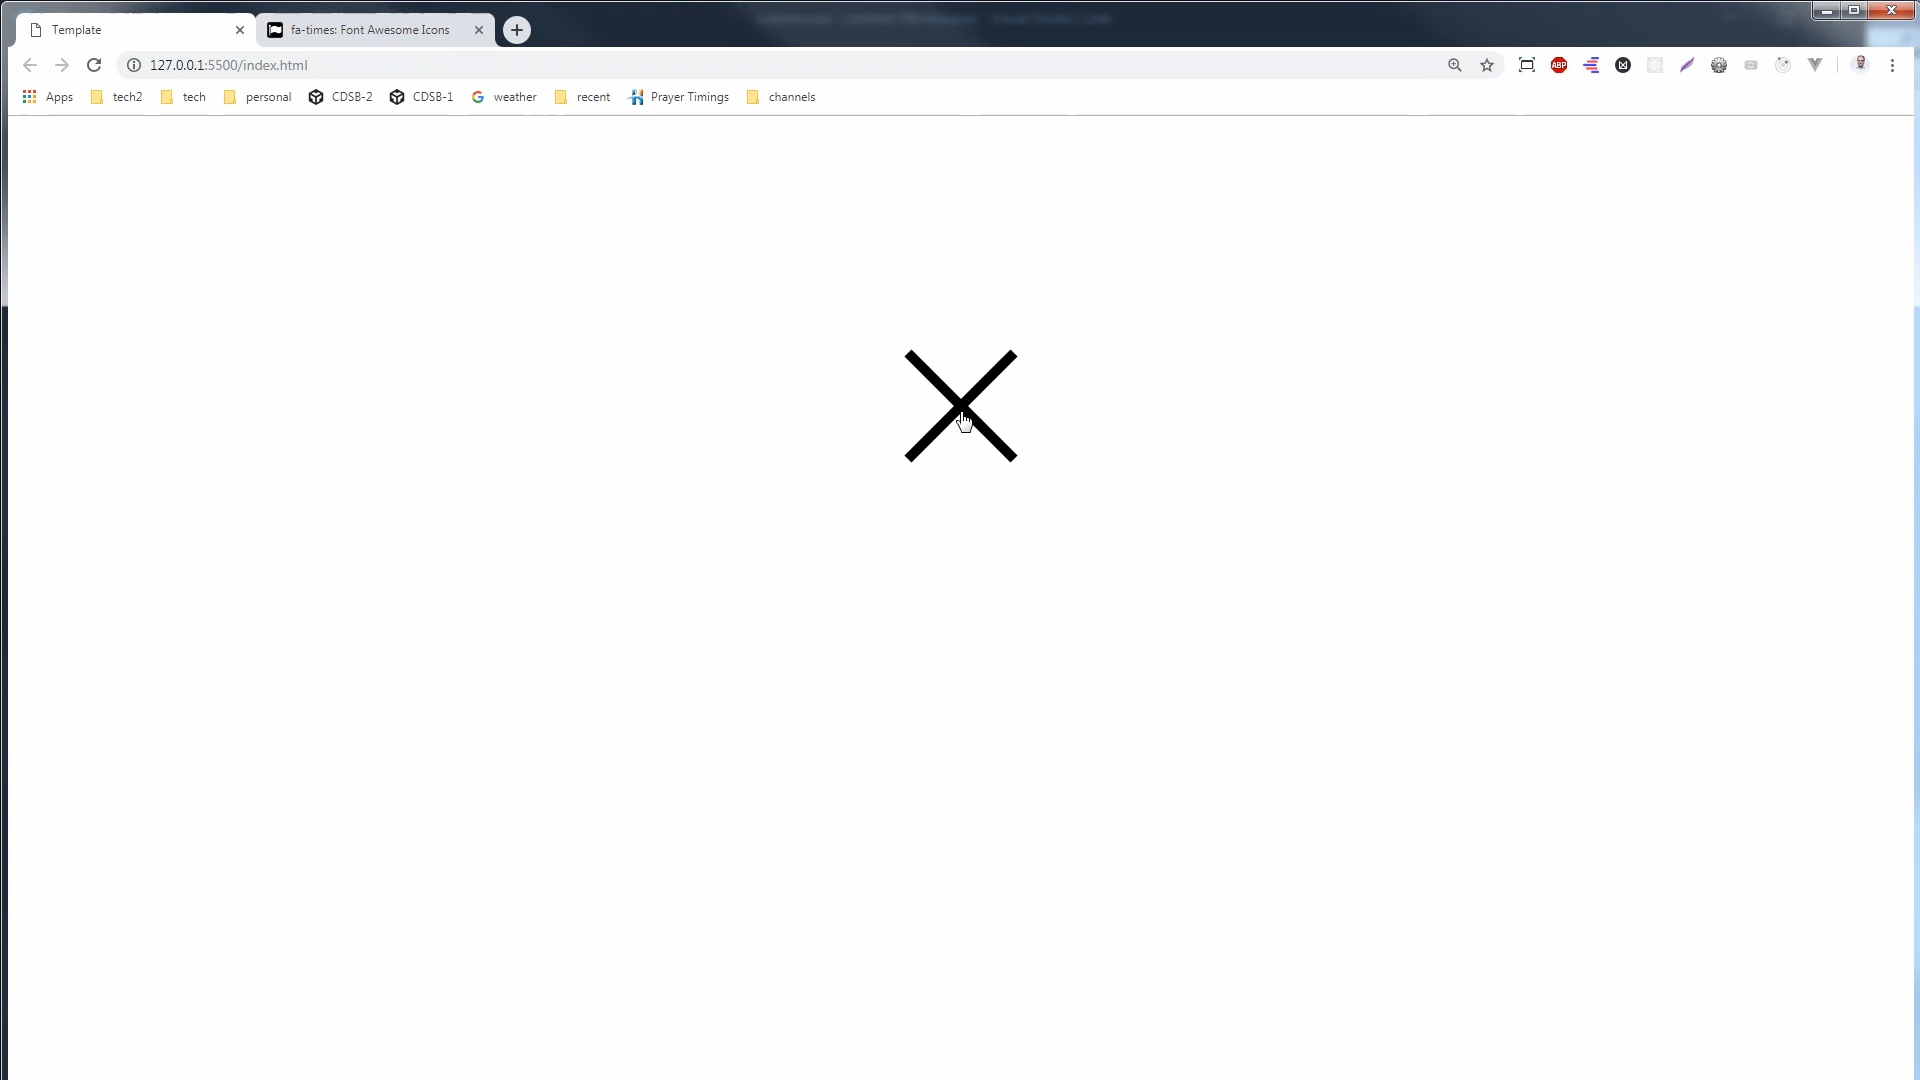 Template
fa-times: Font Awesome Icons
127.0.0.1:5500/index.html
ABP
Apps
tech2
tech
personal
CDSB-2
CDSB-1
weather
recent
Prayer Timings
channels